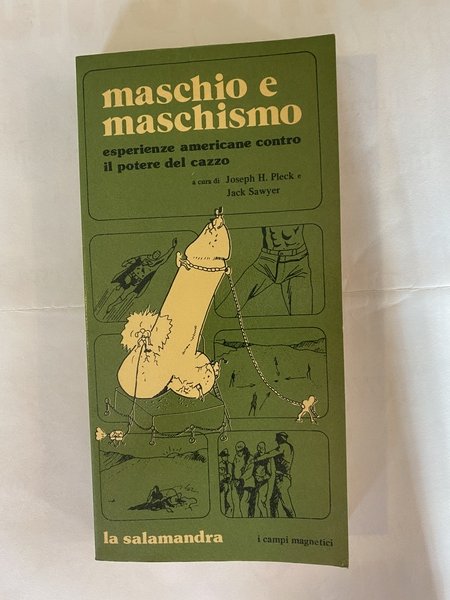 maschio e
maschismo
esperienze americane contro
il potere del cazzo
a cura di Joseph H. Pleck e
Jack Sawyer
la salamandra
i campi magnetici